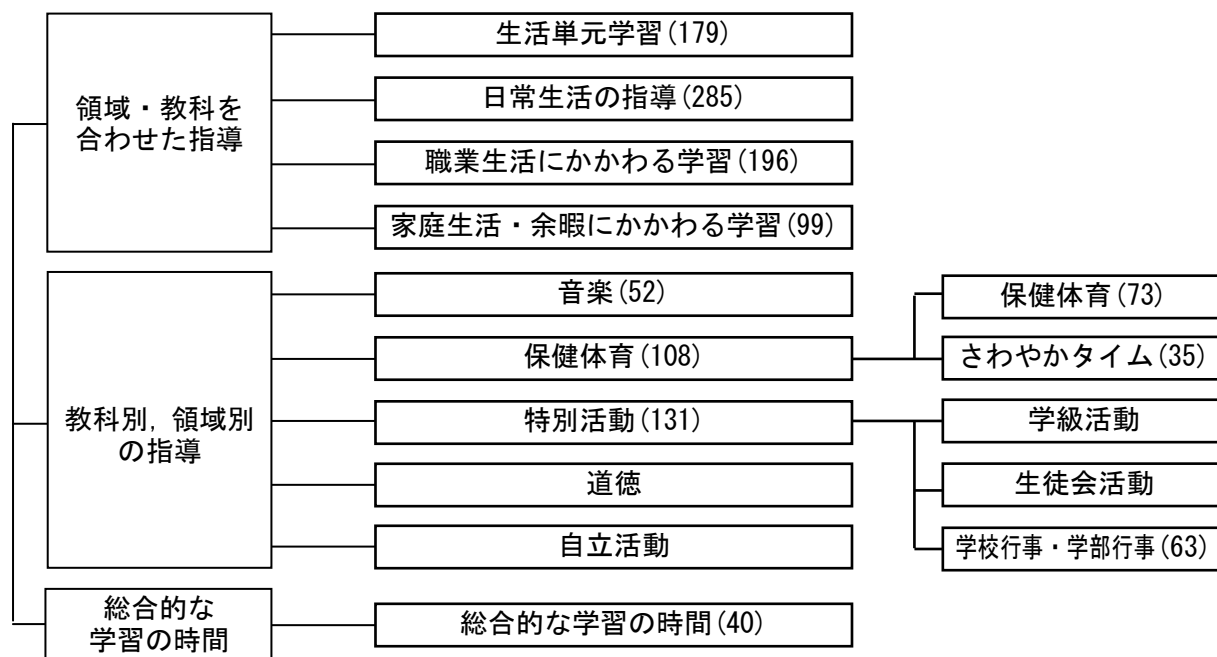 領域・教科を
合わせた指導
生活単元学習(179)
日常生活の指導(285)
職業生活にかかわる学習(196)
家庭生活・余暇にかかわる学習(99)
教科別，領域別
の指導
音楽(52)
保健体育(108)
保健体育(73)
さわやかタイム(35)
特別活動(131)
学級活動
生徒会活動
学校行事・学部行事(63)
道徳
自立活動
総合的な
学習の時間
総合的な学習の時間(40)